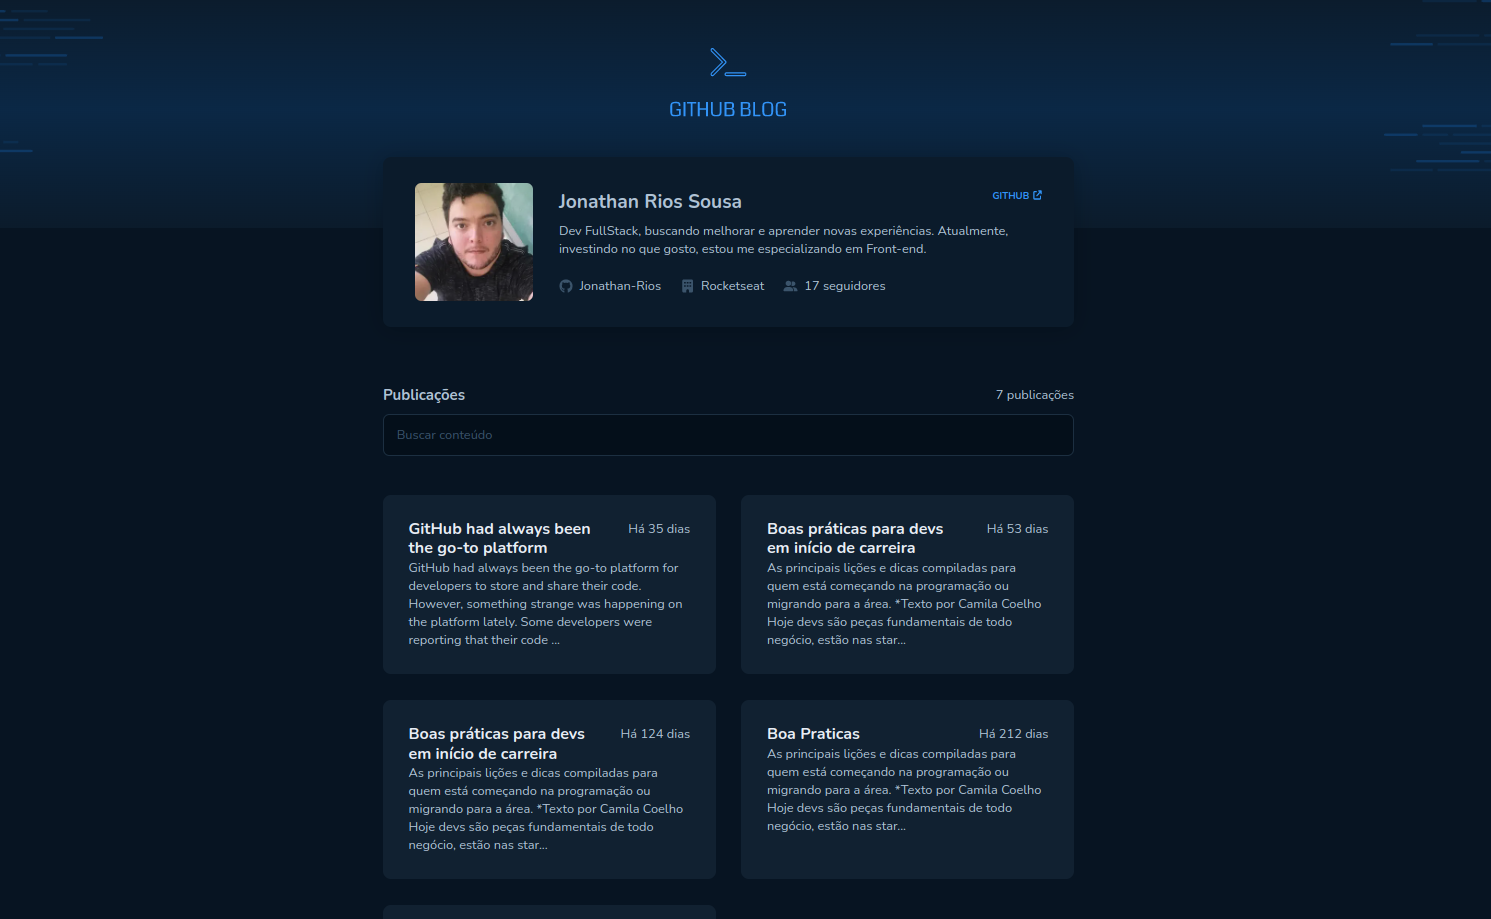 GITHUB BLOG
Jonathan Rios Sousa
GITHUB
Dev FullStack, buscando melhorar e aprender novas experiências. Atualmente,
investindo no que gosto, estou me especializando em Front-end.
Jonathan-Rios Rocketseat 17 seguidores
Publicações
7 publicações
Buscar conteúdo
GitHub had always been
the go-to platform
Há 35 dias
GitHub had always been the go-to platform for
developers to store and share their code.
However, something strange was happening on
the platform lately. Some developers were
reporting that their code ...
Boas práticas para devs
em início de carreira
Há 53 dias
As principais lições e dicas compiladas para
quem está começando na programação ou
migrando para a área. *Texto por Camila Coelho
Hoje devs são peças fundamentais de todo
negócio, estão nas star...
Boas práticas para devs
em início de carreira
Há 124 dias
As principais lições e dicas compiladas para
quem está começando na programação ou
migrando para a área. *Texto por Camila Coelho
Hoje devs são peças fundamentais de todo
negócio, estão nas star...
Boa Praticas
Há 212 dias
As principais lições e dicas compiladas para
quem está começando na programação ou
migrando para a área. *Texto por Camila Coelho
Hoje devs são peças fundamentais de todo
negócio, estão nas star...